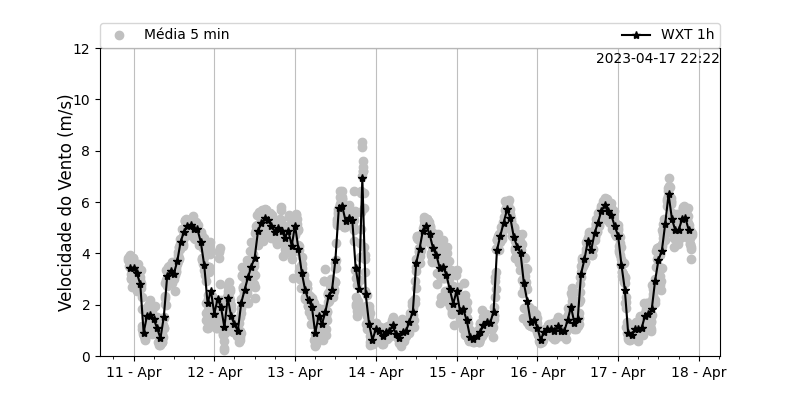 Média 5 min
WXT 1h
2023-04-17 22:22
Velocidade do Vento (m/s)
12
10
8
6
4
2
0
11 - Apr 12 - Apr 13 - Apr 14 - Apr 15 - Apr 16 - Apr 17 - Apr 18 - Apr